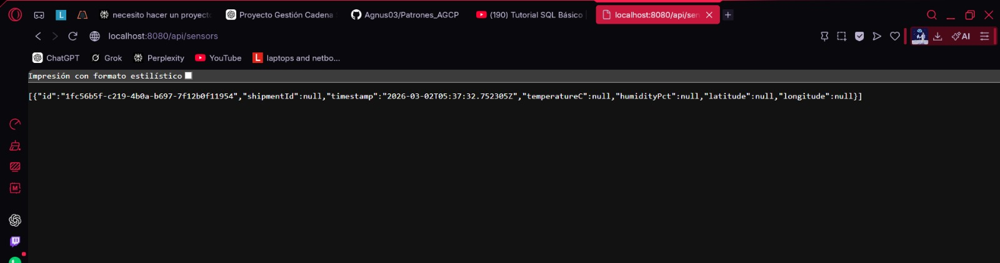 L
necesito hacer un proyect
Proyecto Gestión Cadena
Agnus03/Patrones_AGCP
(190) Tutorial SQL Básico
localhost:8080/api/sen
localhost:8080/api/sensors
AI
ChatGPT
Grok
Perplexity
YouTube
L
laptops and netbo...
Impresión con formato estilístico
[{"id":"1fc56b5f-c219-4b0a-b697-7f12b0f11954","shipmentId":null,"timestamp":"2026-03-02T05:37:32.752305Z","temperatureC":null,"humidityPct":null,"latitude":null,"longitude":null}]
M